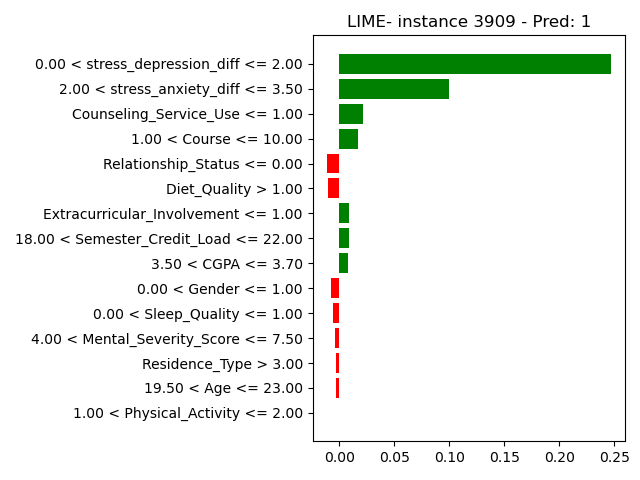 LIME- instance 3909 - Pred: 1
0.00 < stress_depression_diff <= 2.00
2.00 < stress_anxiety_diff <= 3.50
Counseling_Service_Use <= 1.00
1.00 < Course <= 10.00
Relationship_Status <= 0.00
Diet_Quality > 1.00
Extracurricular_Involvement <= 1.00
18.00 < Semester_Credit_Load <= 22.00
3.50 < CGPA <= 3.70
0.00 < Gender <= 1.00
0.00 < Sleep_Quality <= 1.00
4.00 < Mental_Severity_Score <= 7.50
Residence_Type > 3.00
19.50 < Age <= 23.00
1.00 < Physical_Activity <= 2.00
0.00 0.05 0.10 0.15 0.20 0.25